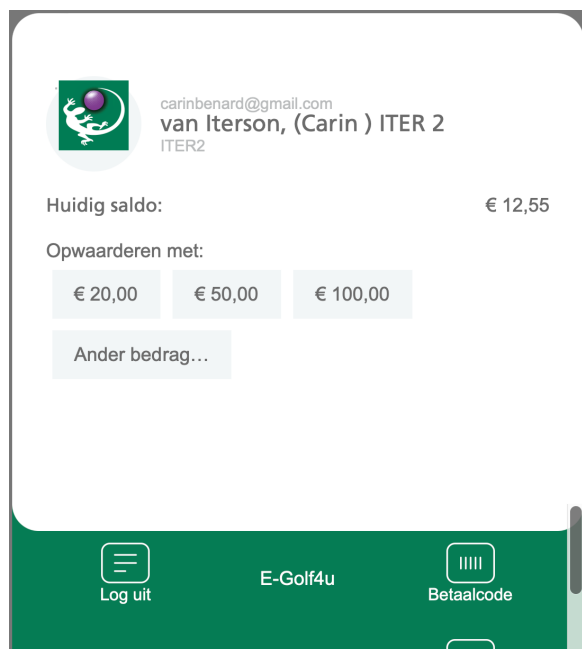 carinbenard@gmail.com
van Iterson, (Carin ) ITER 2
ITER2
Huidig saldo: € 12,55
Opwaarderen met:
€ 20,00 € 50,00 € 100,00
Ander bedrag…
Log uit E-Golf4u Betaalcode